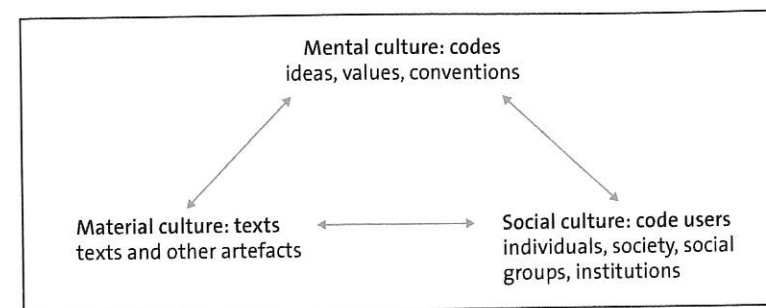 Mental culture: codes
ideas, values, conventions
Material culture: texts
texts and other artefacts
Social culture: code users
individuals, society, social
groups, institutions